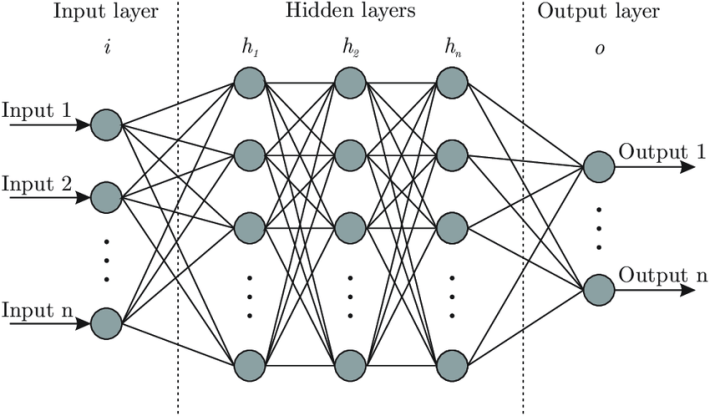 Input layer
Hidden layers
Output layer
i
h1
h2
hn
o
Input 1
Input 2
Input n
Output 1
Output n